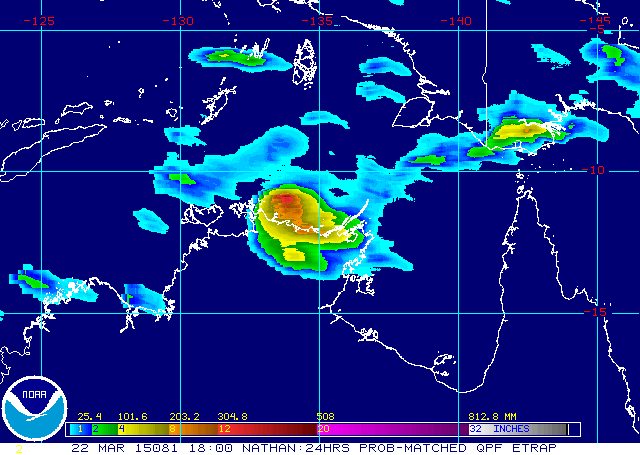 -125 -130 -135 -140 -145
-5
-10
-15
NOAA
25.4 101.6 203.2 304.8 508 812.8 MM
1 2 4 8 12 20 32 INCHES
2 22 MAR 15081 18:00 NATHAN:24HRS PROB-MATCHED QPF ETRAP